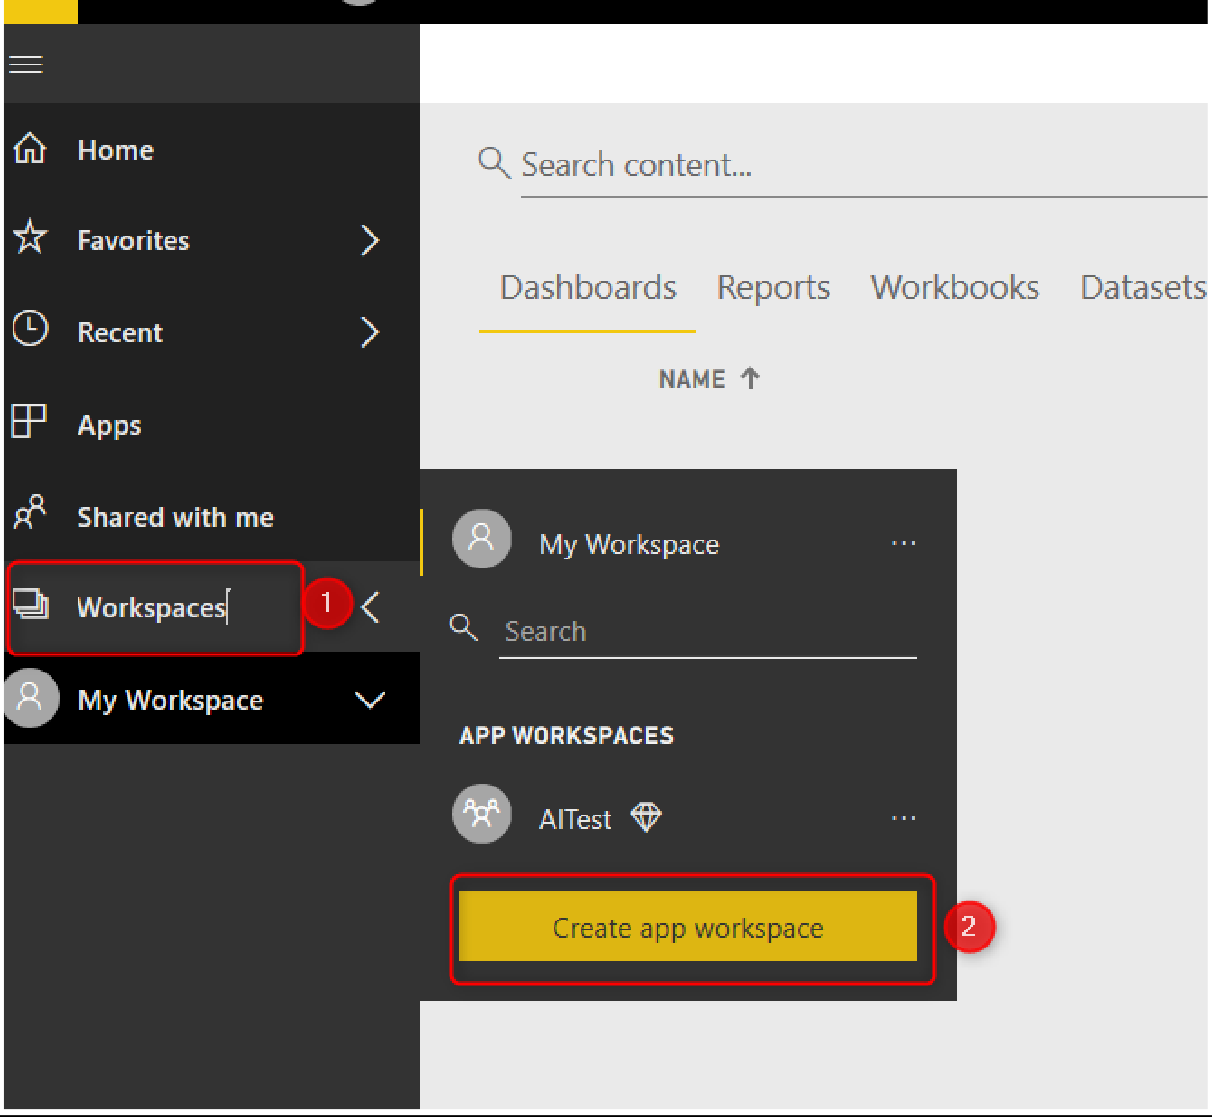 Home
Favorites
Recent
Apps
Shared with me
Workspaces
1
My Workspace
Search content...
Dashboards Reports Workbooks Datasets
NAME
My Workspace
Search
APP WORKSPACES
AITest
Create app workspace
2